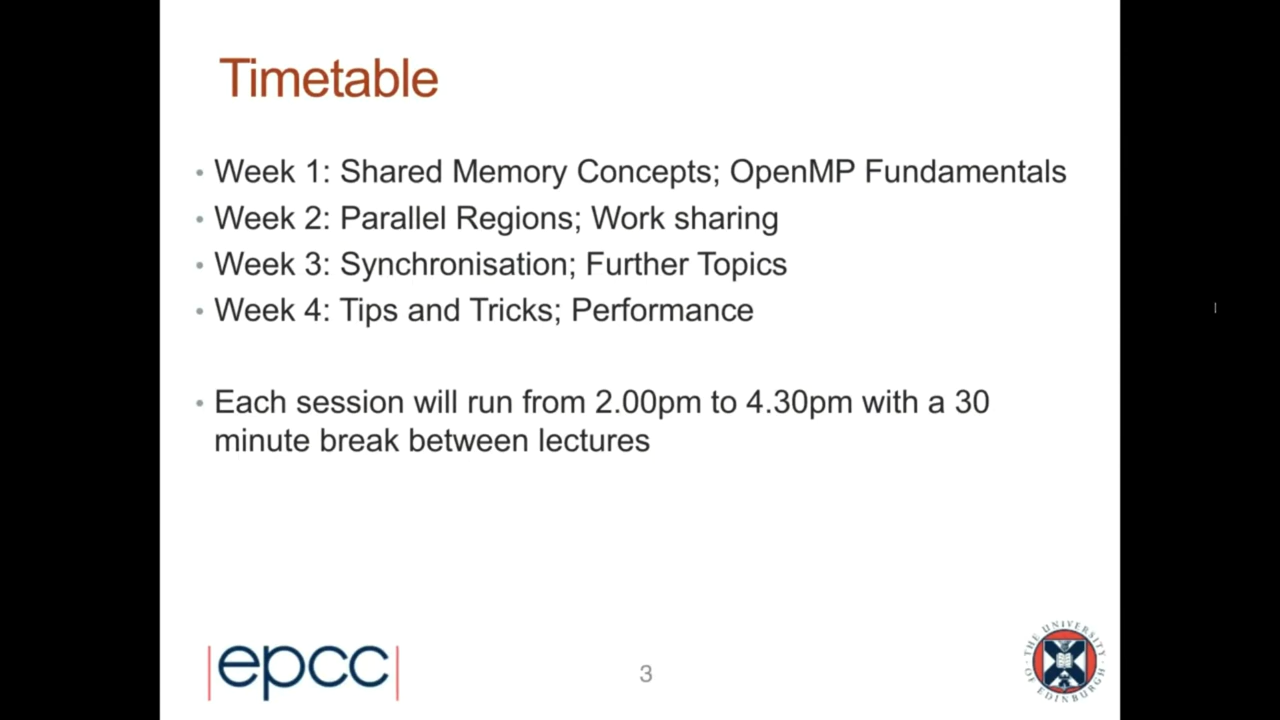 Timetable
• Week 1: Shared Memory Concepts; OpenMP Fundamentals
• Week 2: Parallel Regions; Work sharing
• Week 3: Synchronisation; Further Topics
• Week 4: Tips and Tricks; Performance
• Each session will run from 2.00pm to 4.30pm with a 30
minute break between lectures
|epcc|
3
THE UNIVERSITY OF EDINBURGH